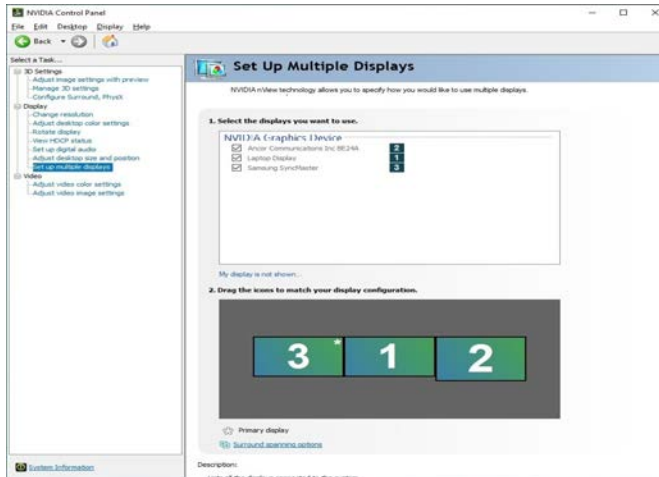 NVIDIA Control Panel
File Edit Desktop Display Help
Back
Select a Task...
3D Settings
Adjust image settings with preview
Manage 3D settings
Configure Surround, PhysX
Display
Change resolution
Adjust desktop color settings
Rotate display
View HDCP status
Set up digital audio
Adjust desktop size and position
Set up multiple displays
Video
Adjust video color settings
Adjust video image settings
System Information
Set Up Multiple Displays
NVIDIA nView technology allows you to specify how you would like to use multiple displays.
1. Select the displays you want to use.
NVIDIA Graphics Device
Ancor Communications Inc BE24A 2
Laptop Display 1
Samsung SyncMaster 3
My display is not shown...
2. Drag the icons to match your display configuration.
3 1 2
Primary display
Surround spanning options
Description: